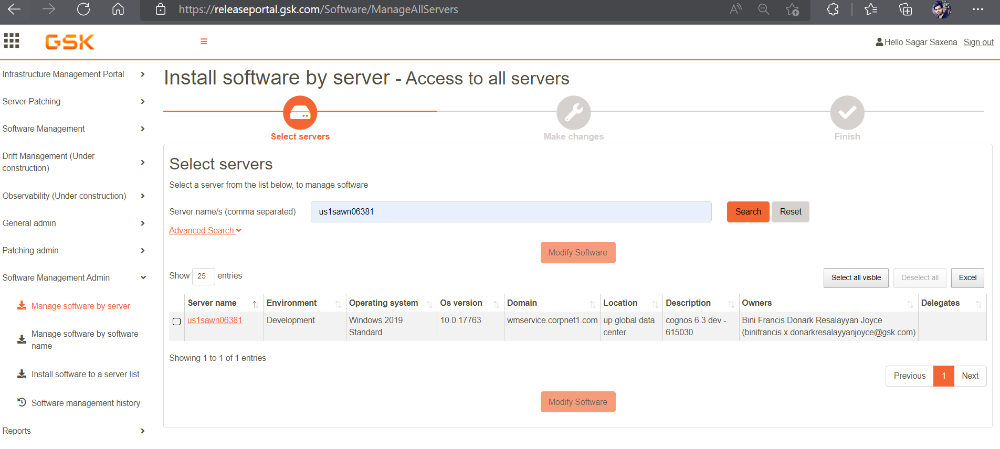 https://releaseportal.gsk.com/Software/ManageAllServers
GSK
Hello Sagar Saxena Sign out
Infrastructure Management Portal
Server Patching
Software Management
Drift Management (Under
construction)
Observability (Under construction)
General admin
Patching admin
Software Management Admin
Manage software by server
Manage software by software
name
Install software to a server list
Software management history
Reports
Install software by server - Access to all servers
Select servers
Make changes
Finish
Select servers
Select a server from the list below, to manage software
Server name/s (comma separated) us1sawn06381 Search Reset
Advanced Search
Modify Software
Show 25 entries
Select all visble Deselect all Excel
Server name Environment Operating system Os version Domain Location Description Owners Delegates
us1sawn06381 Development Windows 2019 10.0.17763 wmservice.corpnet1.com up global data cognos 6.3 dev - Bini Francis Donark Resalayyan Joyce
Standard center 615030 (binifrancis.x.donarkresalayyanjoyce@gsk.com)
Showing 1 to 1 of 1 entries
Previous 1 Next
Modify Software